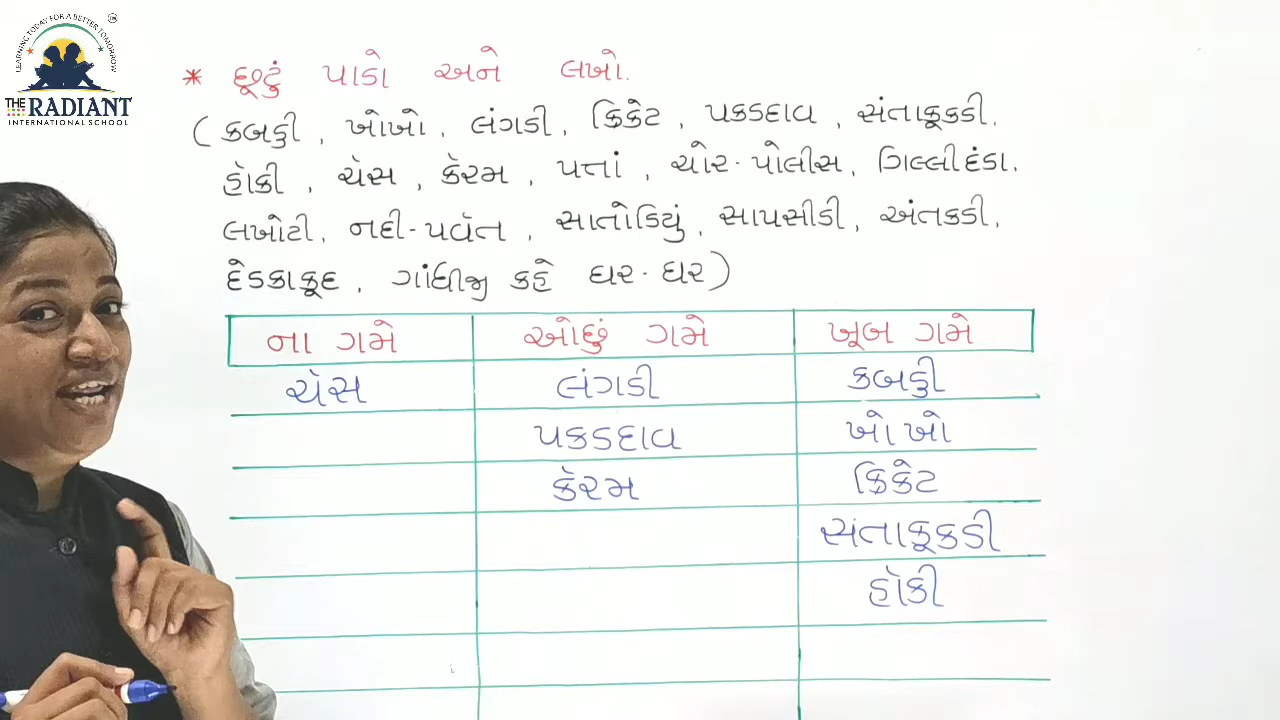 LEARNING TODAY FOR A BETTER TOMORROW
THE RADIANT
INTERNATIONAL SCHOOL
* છૂટું પાડો અને લખો.
(કબડ્ડી, ખોખો, લંગડી, ક્રિકેટ, પકડદાવ, સંતાકૂકડી.
હૉકી, ચેસ, કૅરમ, પત્તાં, ચોર-પોલીસ, ગિલ્લીદંડા.
લખોટી, નદી-પર્વત, સાતોડિયું, સાપસીડી, અંતકડી,
દેડકાકૂદ, ગાંધીજી કહે ઘર-ઘર)
ના ગમે ઓછું ગમે ખૂબ ગમે
ચેસ લંગડી કબડ્ડી
પકડદાવ ખોખો
કૅરમ ક્રિકેટ
સંતાકૂકડી
હૉકી